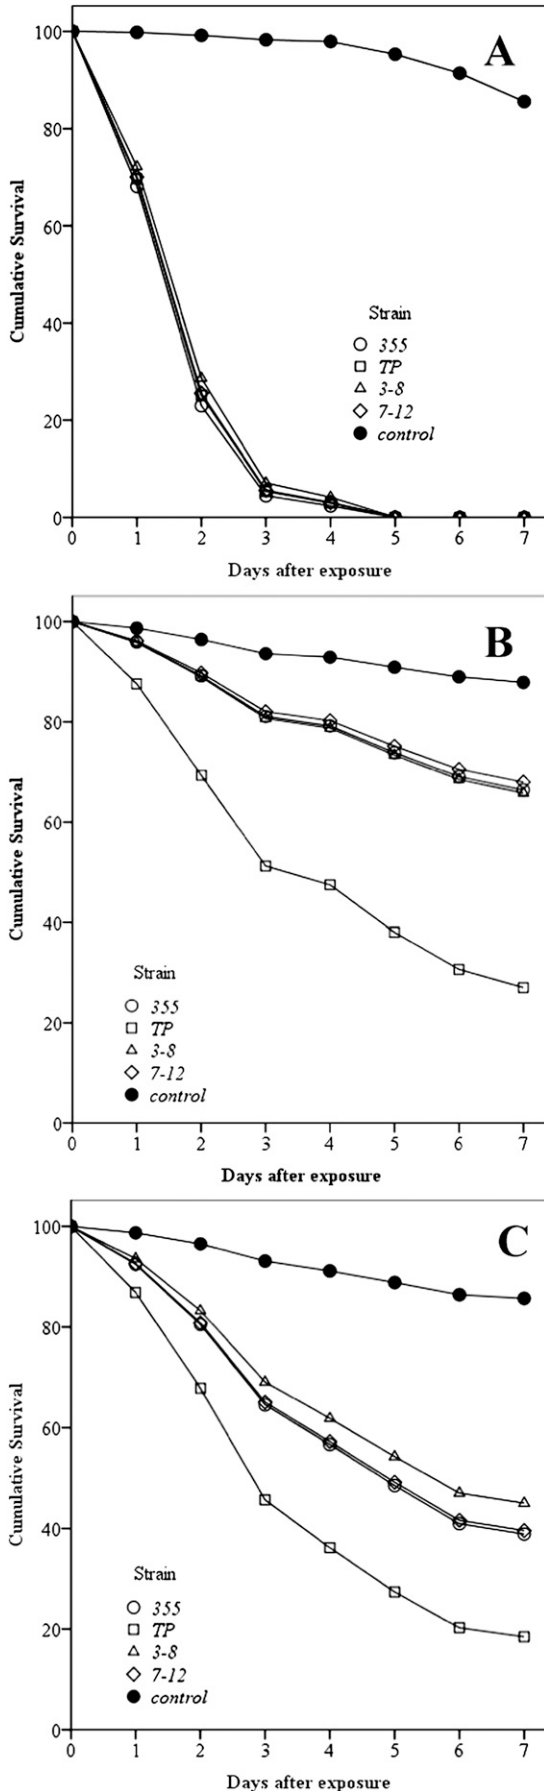 A
100
80
60
40
20
0
Cumulative Survival
Strain
355
TP
3-8
7-12
control
0 1 2 3 4 5 6 7
Days after exposure
B
100
80
60
40
20
0
Cumulative Survival
Strain
355
TP
3-8
7-12
control
0 1 2 3 4 5 6 7
Days after exposure
C
100
80
60
40
20
0
Cumulative Survival
Strain
355
TP
3-8
7-12
control
0 1 2 3 4 5 6 7
Days after exposure